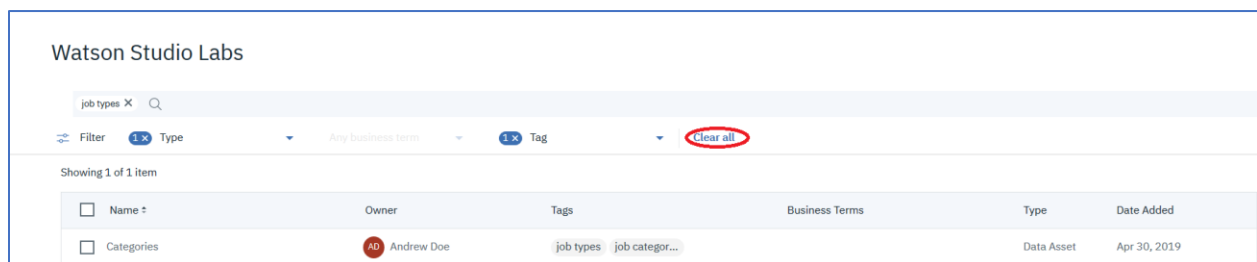 Watson Studio Labs
job types ×
Filter 1 × Type Any business term 1 × Tag Clear all
Showing 1 of 1 item
Name Owner Tags Business Terms Type Date Added
Categories AD Andrew Doe job types job categor... Data Asset Apr 30, 2019